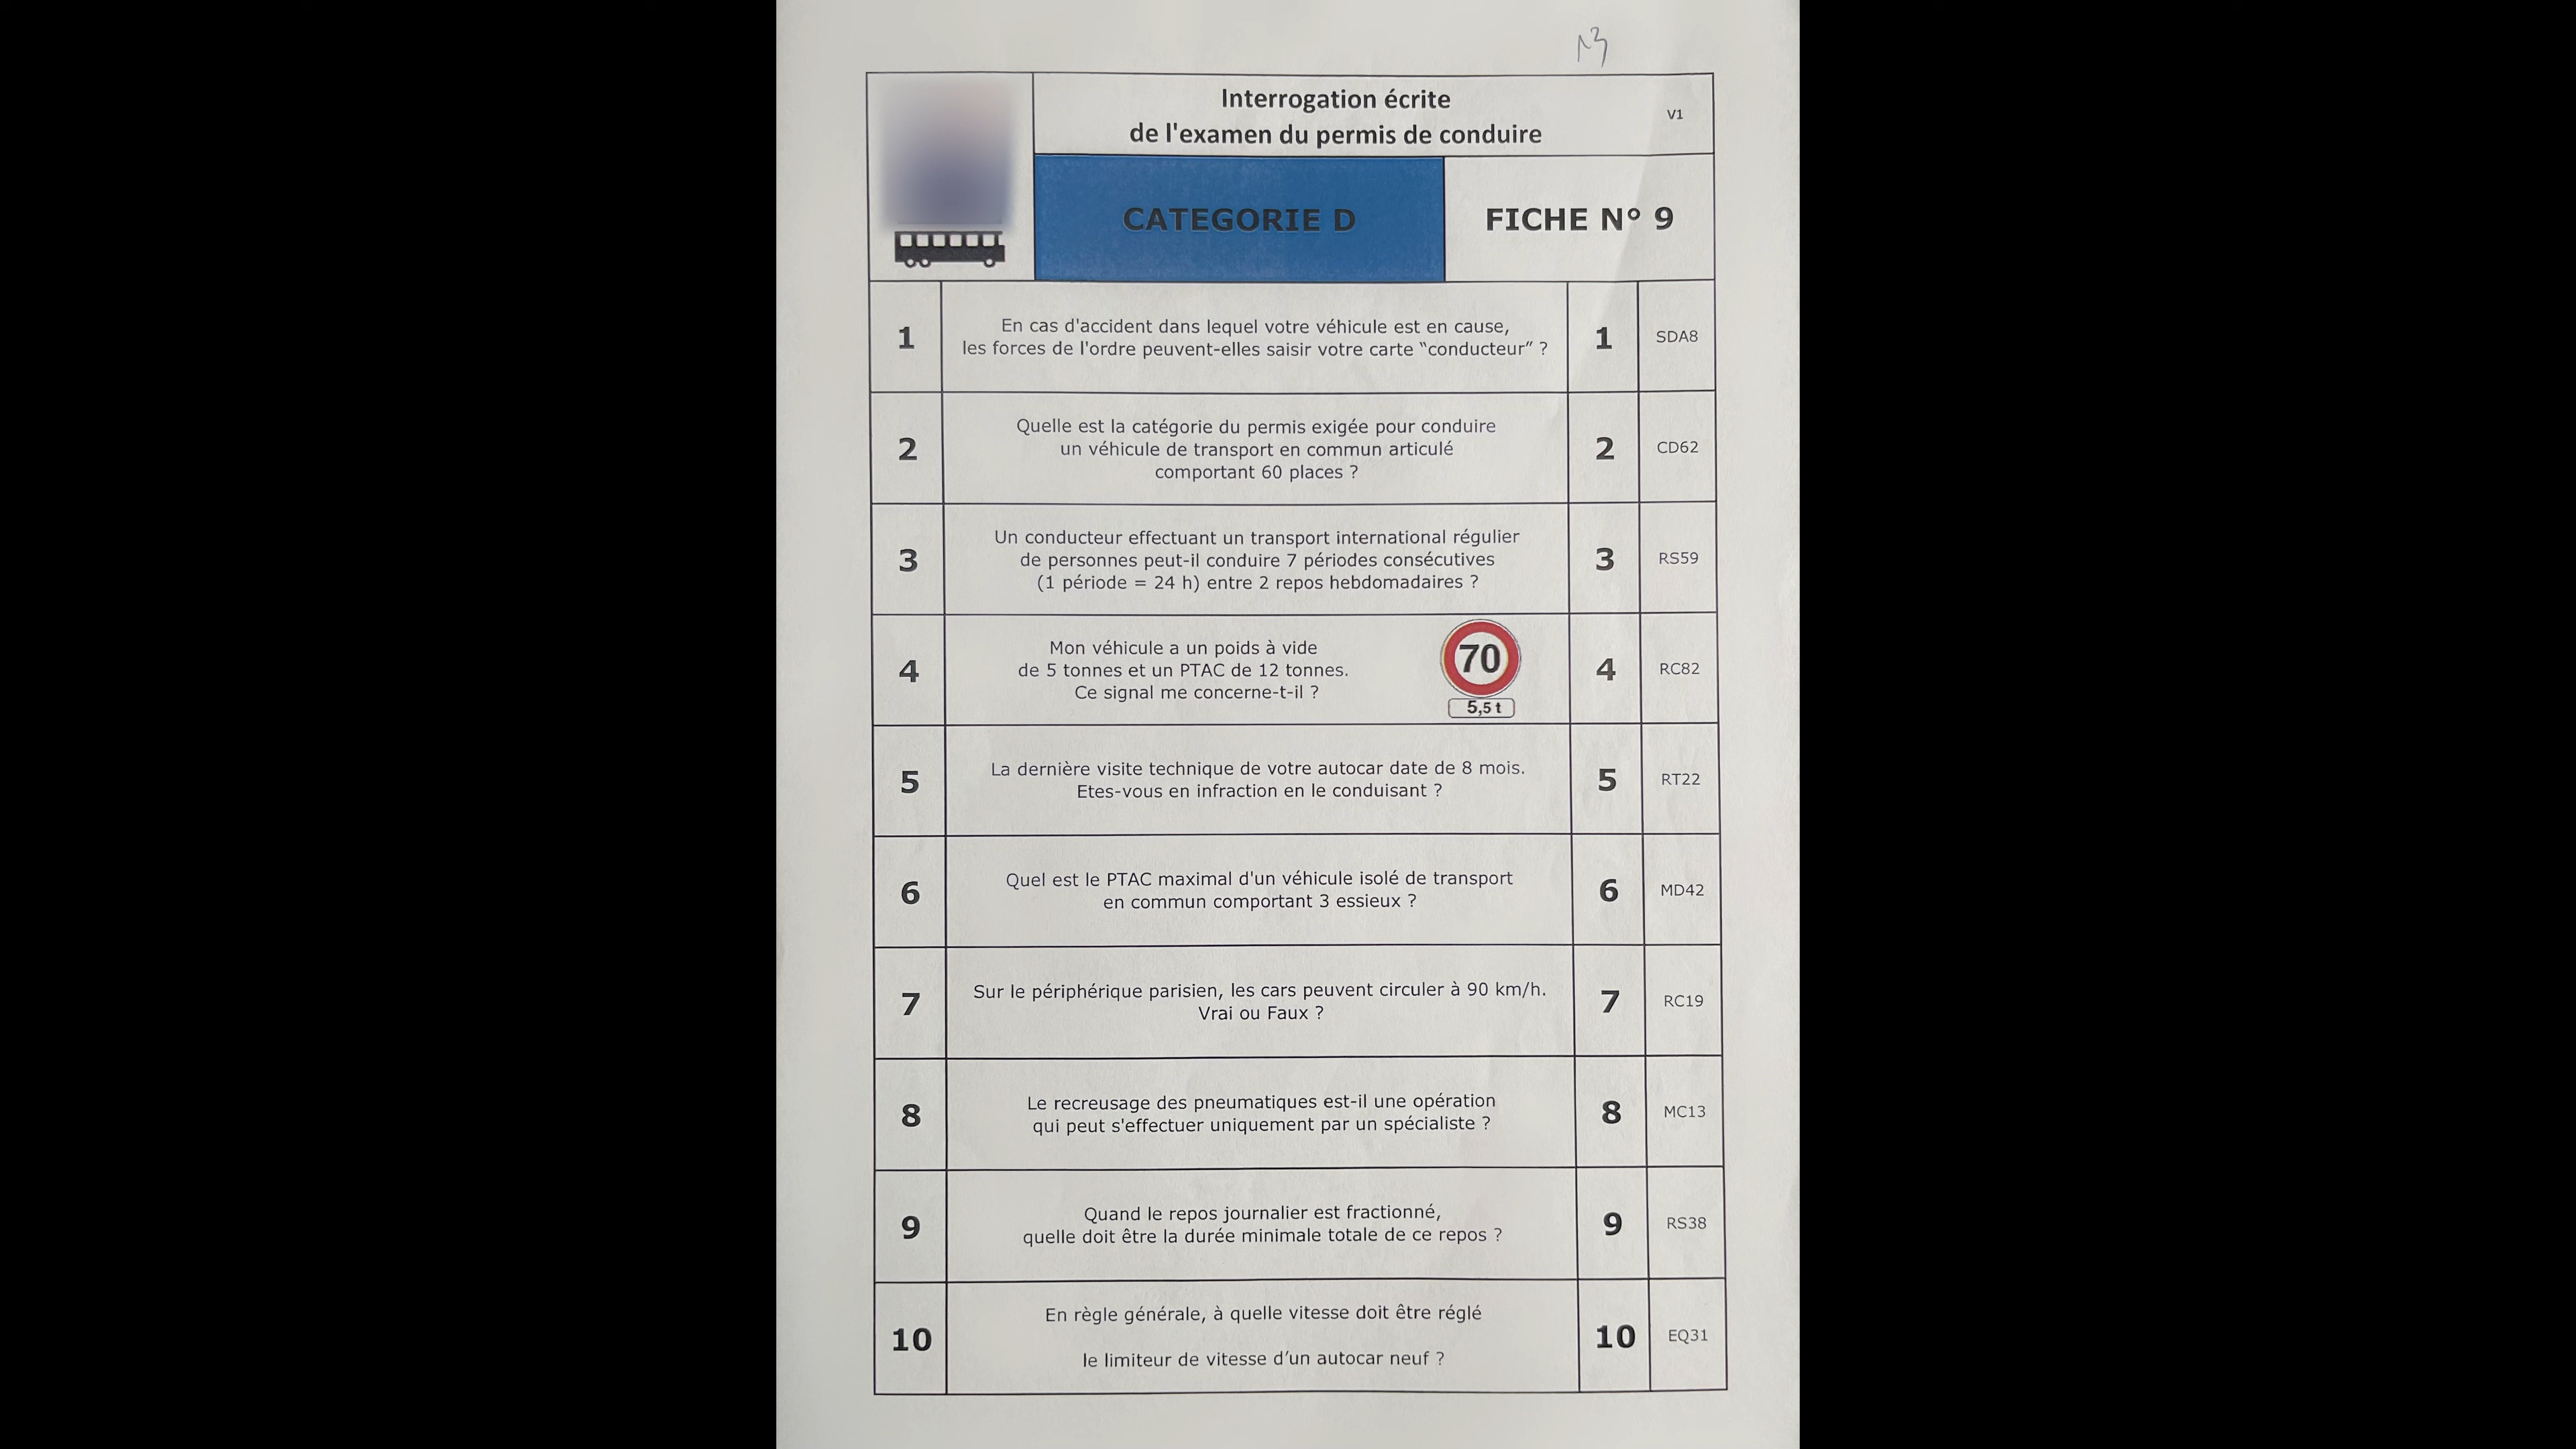 13
Interrogation écrite
de l'examen du permis de conduire
V1
CATEGORIE D
FICHE N° 9
1
En cas d'accident dans lequel votre véhicule est en cause,
les forces de l'ordre peuvent-elles saisir votre carte “conducteur” ?
1
SDA8
2
Quelle est la catégorie du permis exigée pour conduire
un véhicule de transport en commun articulé
comportant 60 places ?
2
CD62
3
Un conducteur effectuant un transport international régulier
de personnes peut-il conduire 7 périodes consécutives
(1 période = 24 h) entre 2 repos hebdomadaires ?
3
RS59
4
Mon véhicule a un poids à vide
de 5 tonnes et un PTAC de 12 tonnes.
Ce signal me concerne-t-il ?
70
5,5 t
4
RC82
5
La dernière visite technique de votre autocar date de 8 mois.
Etes-vous en infraction en le conduisant ?
5
RT22
6
Quel est le PTAC maximal d'un véhicule isolé de transport
en commun comportant 3 essieux ?
6
MD42
7
Sur le périphérique parisien, les cars peuvent circuler à 90 km/h.
Vrai ou Faux ?
7
RC19
8
Le recreusage des pneumatiques est-il une opération
qui peut s'effectuer uniquement par un spécialiste ?
8
MC13
9
Quand le repos journalier est fractionné,
quelle doit être la durée minimale totale de ce repos ?
9
RS38
10
En règle générale, à quelle vitesse doit être réglé
le limiteur de vitesse d’un autocar neuf ?
10
EQ31